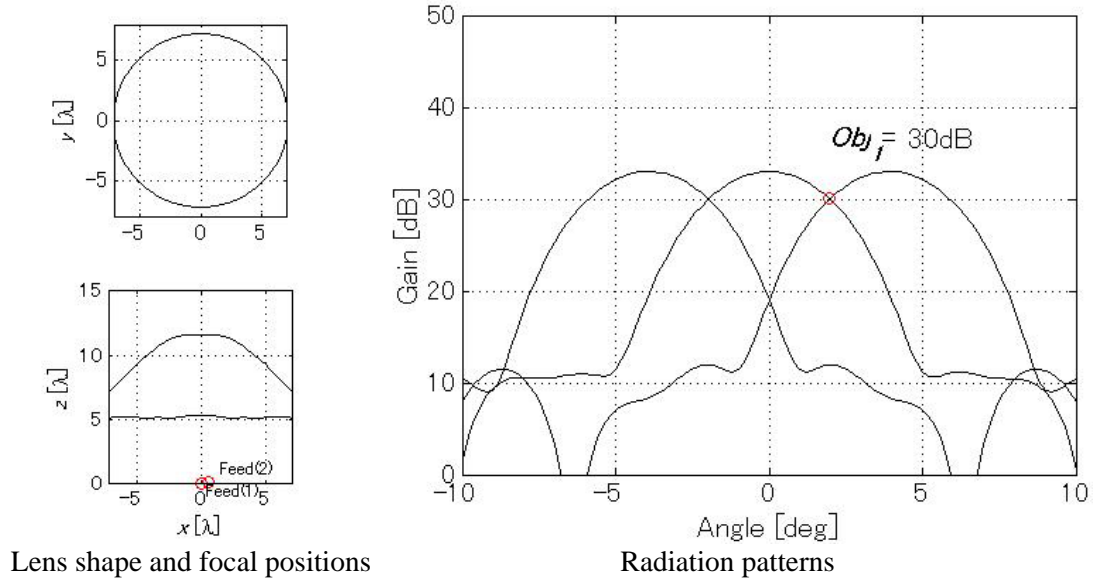 5
0
-5
y [λ]
-5 0 5
15
10
5
0
z [λ]
Feed(2)
Feed(1)
-5 0 5
x [λ]
Lens shape and focal positions
50
40
30
20
10
0
Gain [dB]
Obj1 = 30dB
-10 -5 0 5 10
Angle [deg]
Radiation patterns